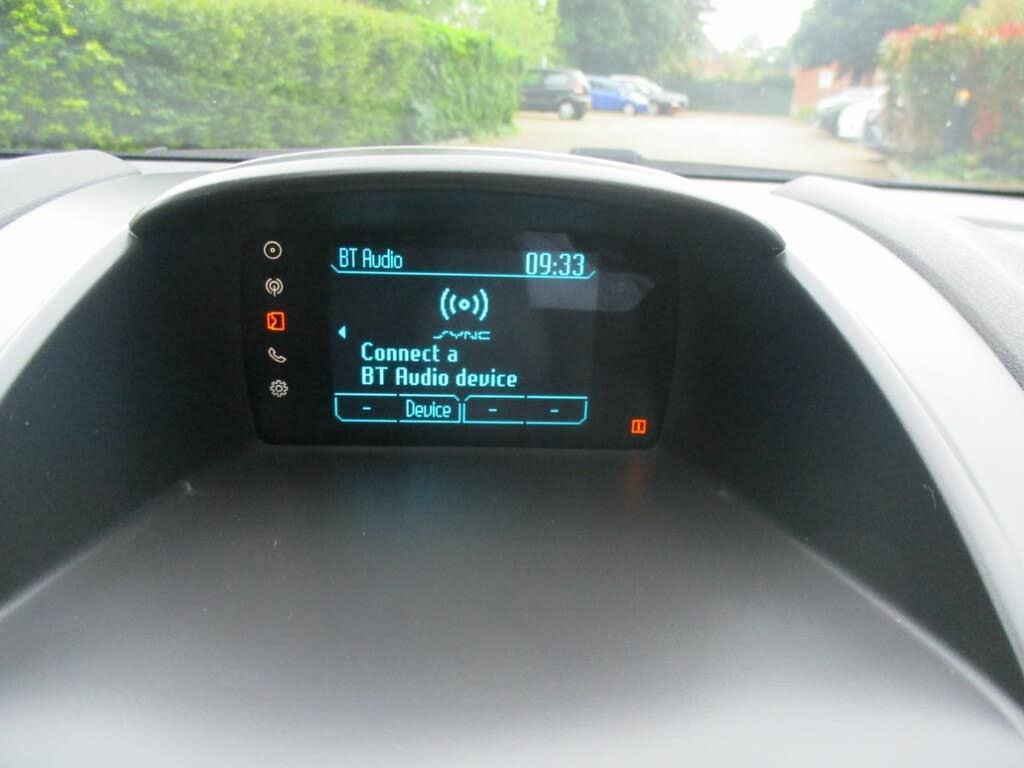 BT Audio 09:33
SYNC
Connect a
BT Audio device
- Device - -